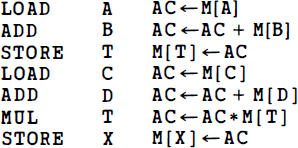 LOAD A AC←M[A]
ADD B AC←AC + M[B]
STORE T M[T]←AC
LOAD C AC←M[C]
ADD D AC←AC + M[D]
MUL T AC←AC*M[T]
STORE X M[X]←AC